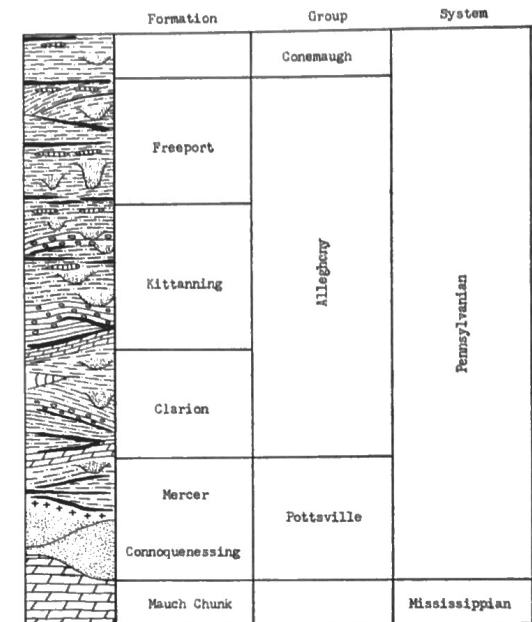 Formation Group System
Conemaugh
Freeport
Kittanning
Allegheny
Pennsylvanian
Clarion
Mercer
Pottsville
Connoquenessing
Mauch Chunk Mississippian